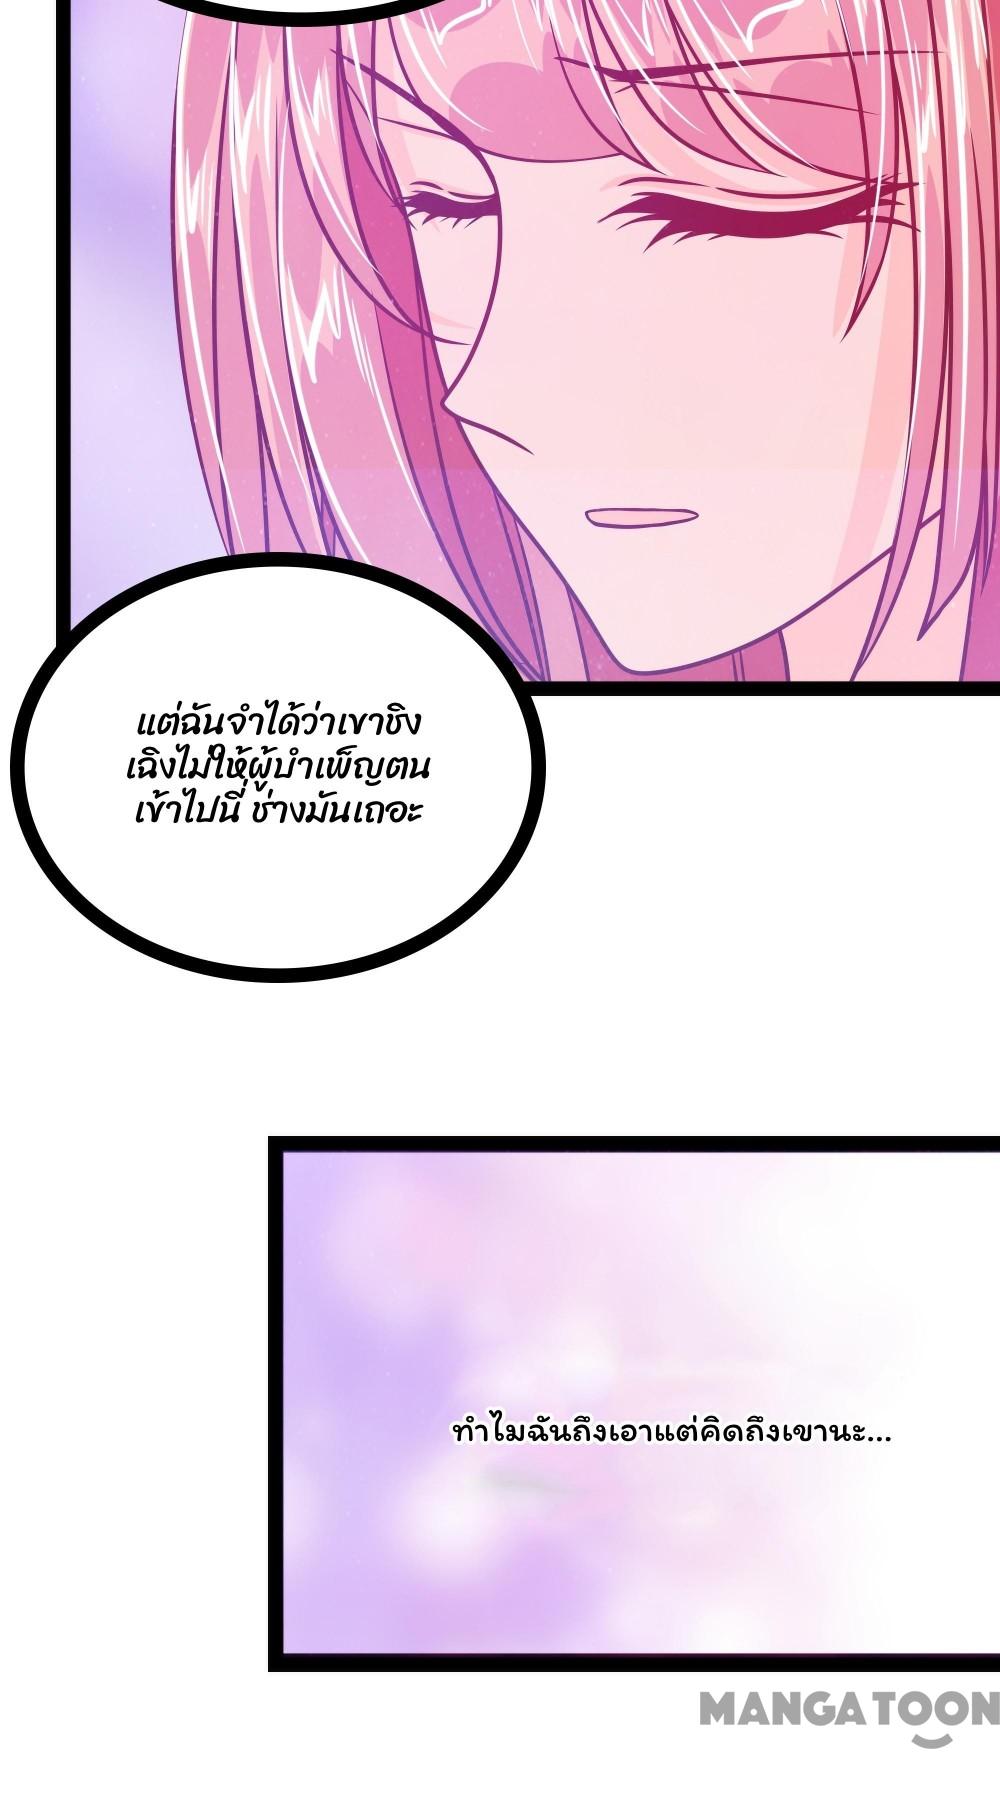 แต่ฉันจำได้ว่าเขาชิง
เฉิงไม่ให้ผู้บำเพ็ญตน
เข้าไปนี่ ช่างมันเถอะ
ทำไมฉันถึงเอาแต่คิดถึงเขานะ...
MANGATOON